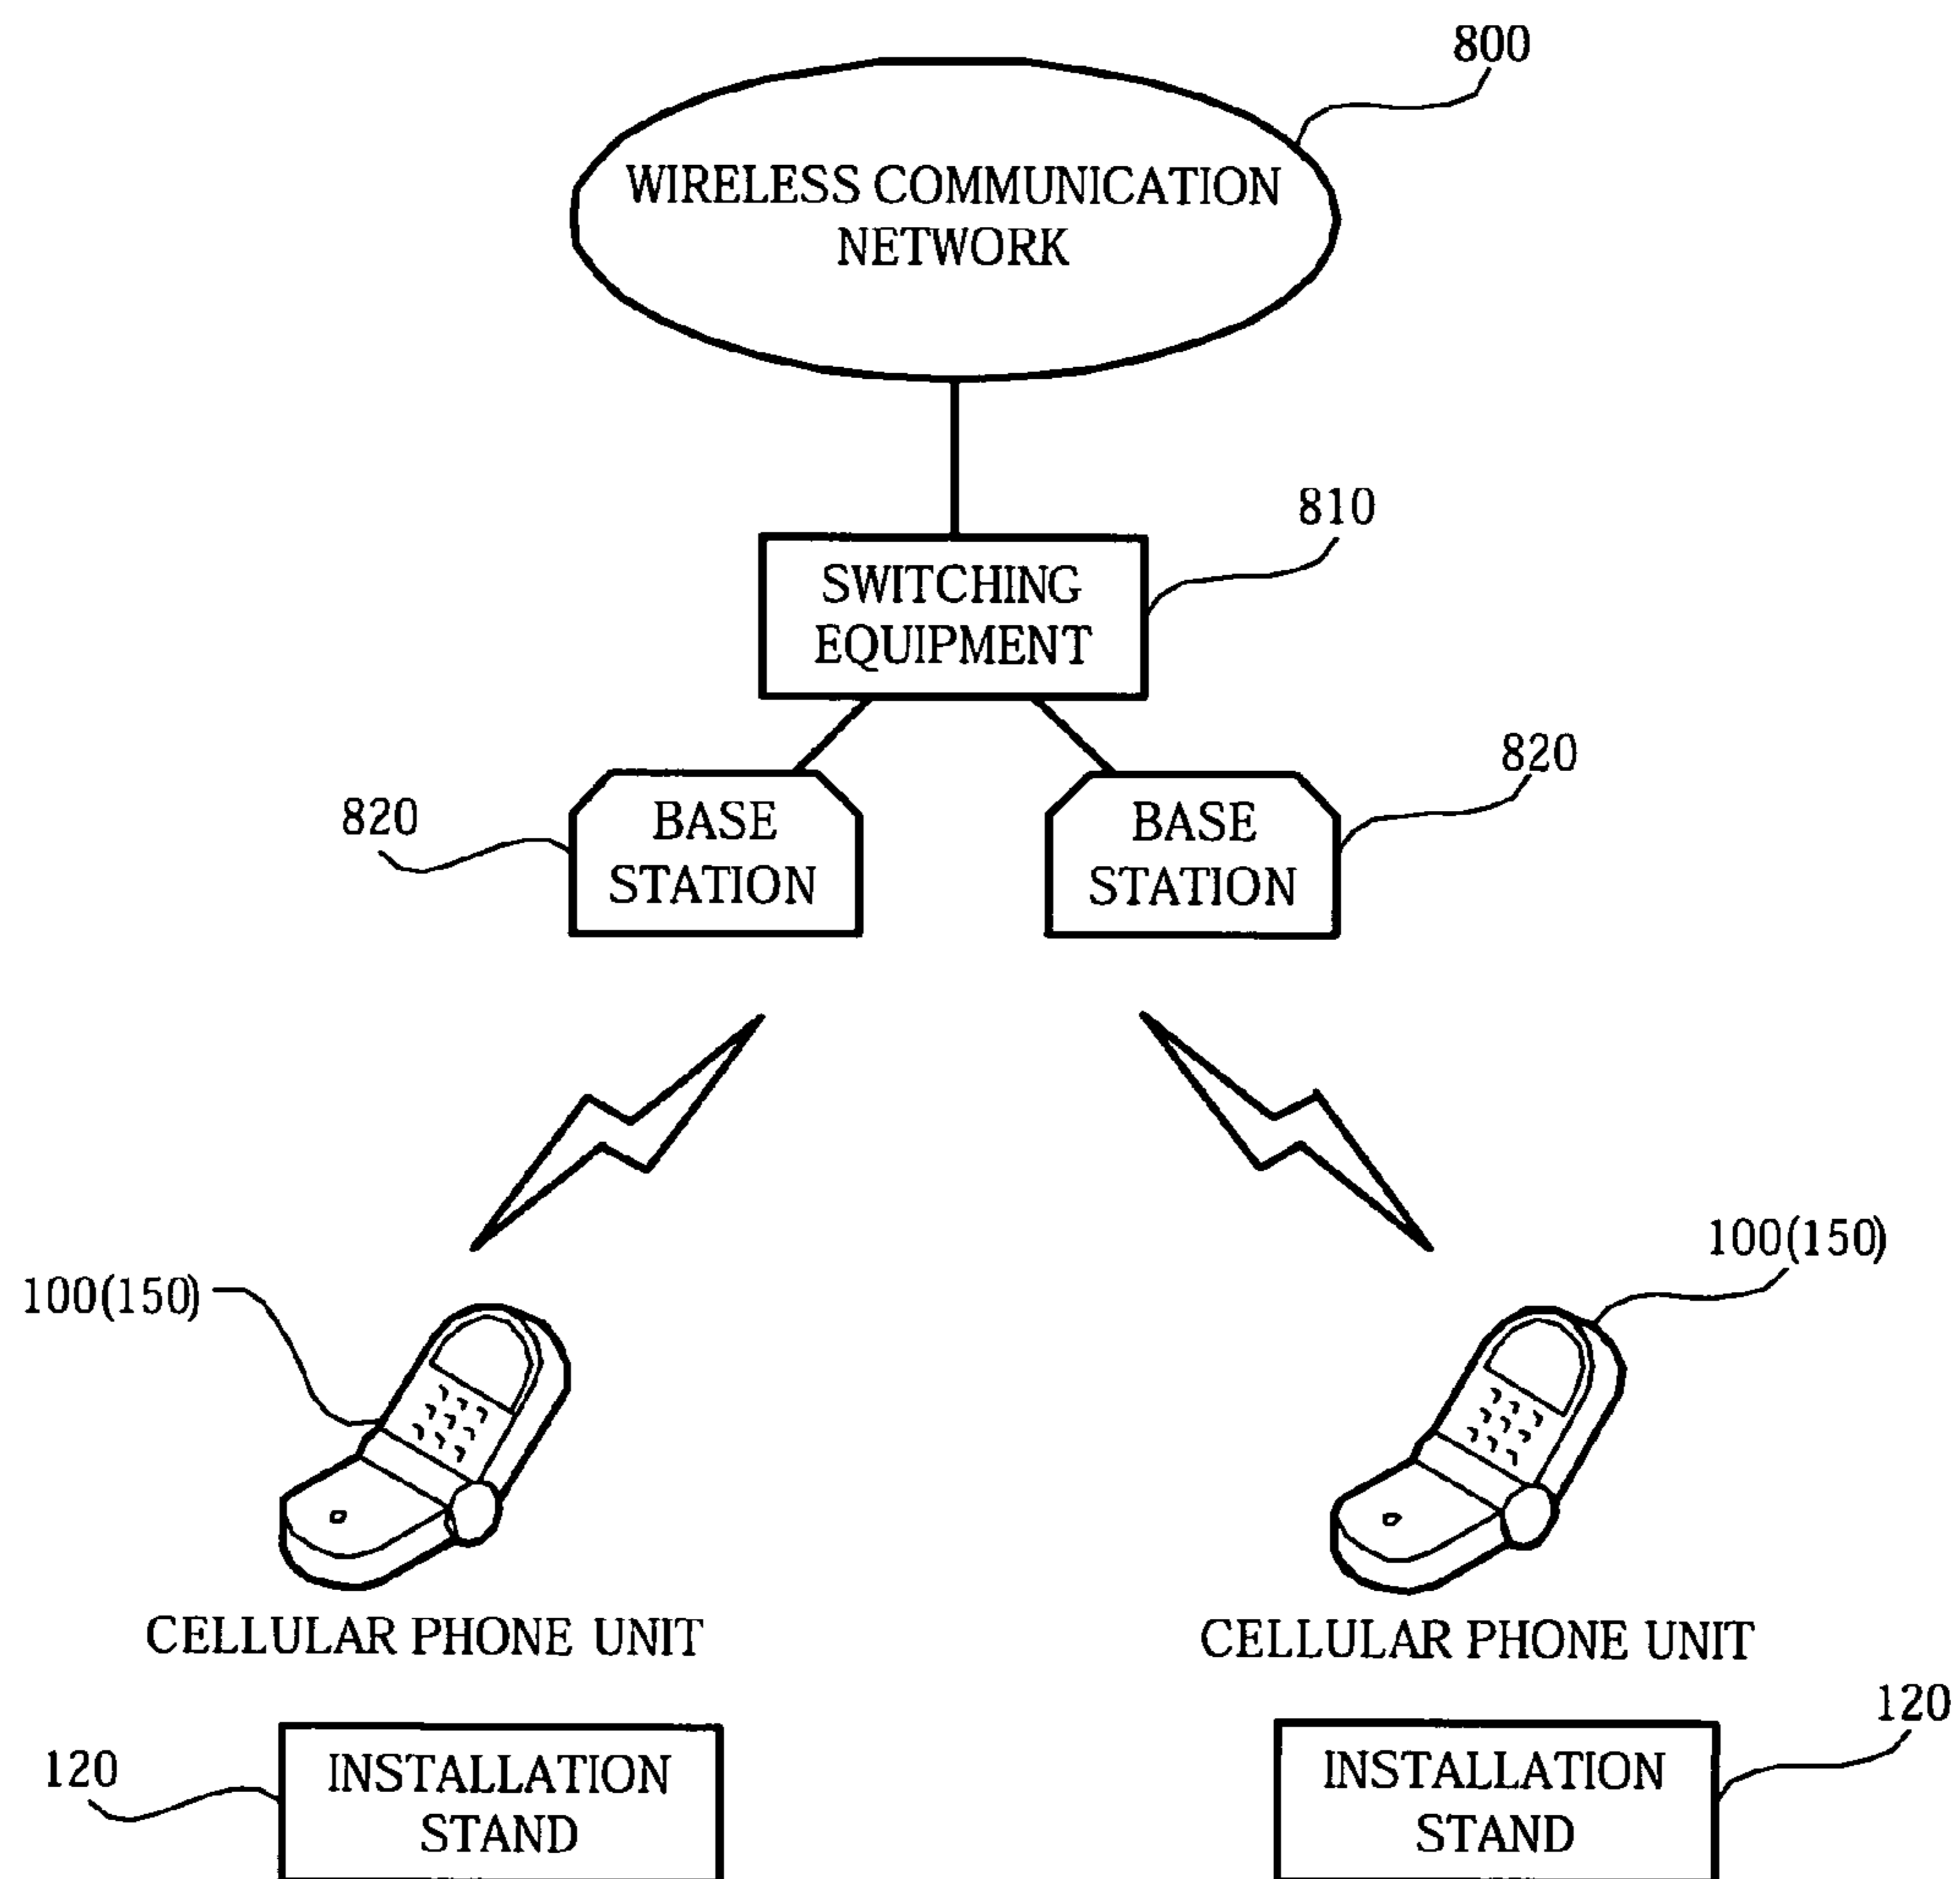 800
WIRELESS COMMUNICATION
NETWORK
810
SWITCHING
EQUIPMENT
820
820
BASE
STATION
BASE
STATION
100(150)
100(150)
CELLULAR PHONE UNIT
CELLULAR PHONE UNIT
120
120
INSTALLATION
STAND
INSTALLATION
STAND